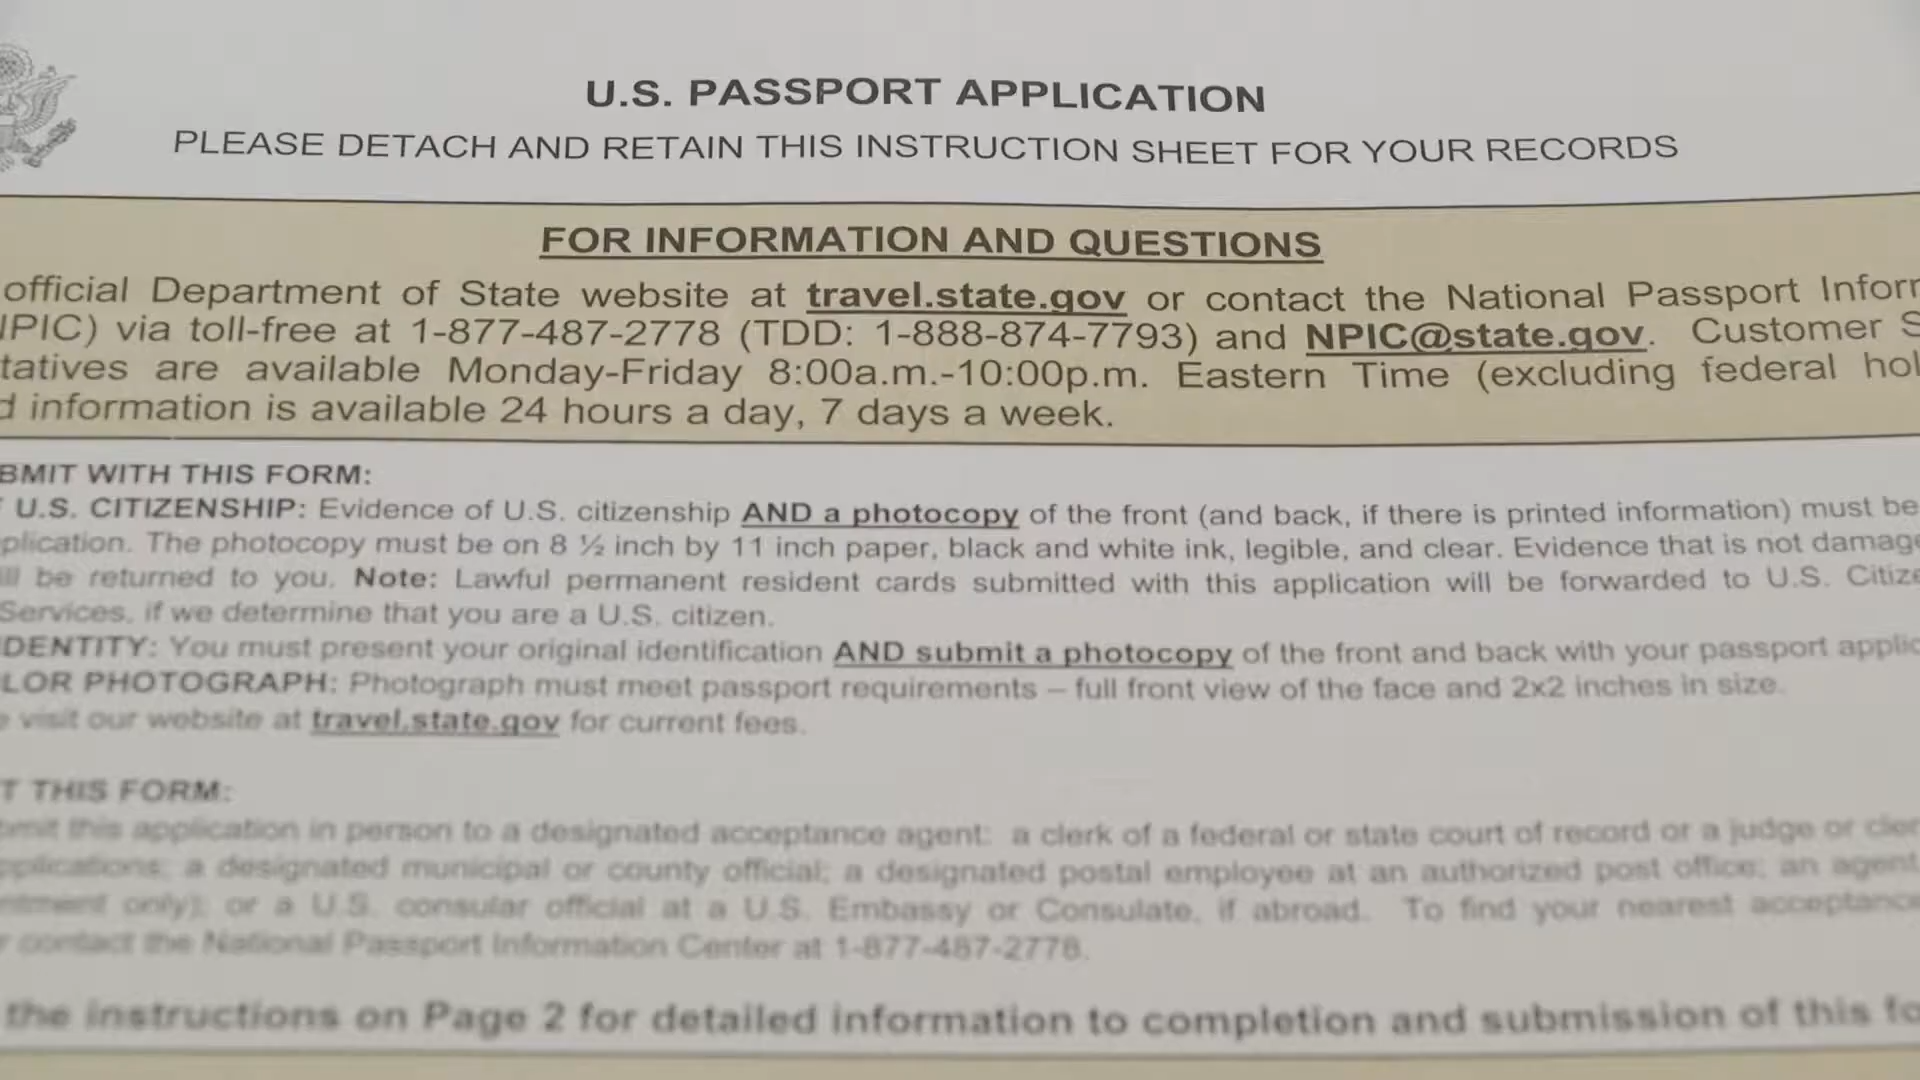 U.S. PASSPORT APPLICATION
PLEASE DETACH AND RETAIN THIS INSTRUCTION SHEET FOR YOUR RECORDS
FOR INFORMATION AND QUESTIONS
official Department of State website at travel.state.gov or contact the National Passport Inform
NPIC) via toll-free at 1-877-487-2778 (TDD: 1-888-874-7793) and NPIC@state.gov. Customer S
tatives are available Monday-Friday 8:00a.m.-10:00p.m. Eastern Time (excluding federal hol
d information is available 24 hours a day, 7 days a week.
BMIT WITH THIS FORM:
U.S. CITIZENSHIP: Evidence of U.S. citizenship AND a photocopy of the front (and back, if there is printed information) must be
plication. The photocopy must be on 8 ½ inch by 11 inch paper, black and white ink, legible, and clear. Evidence that is not damage
ill be returned to you. Note: Lawful permanent resident cards submitted with this application will be forwarded to U.S. Citize
Services, if we determine that you are a U.S. citizen.
DENTITY: You must present your original identification AND submit a photocopy of the front and back with your passport applic
LOR PHOTOGRAPH: Photograph must meet passport requirements – full front view of the face and 2x2 inches in size.
e visit our website at travel.state.gov for current fees.
T THIS FORM:
bmit this application in person to a designated acceptance agent: a clerk of a federal or state court of record or a judge or cler
pplications; a designated municipal or county official; a designated postal employee at an authorized post office; an agent
ntment only); or a U.S. consular official at a U.S. Embassy or Consulate, if abroad. To find your nearest acceptance
r contact the National Passport Information Center at 1-877-487-2778.
the instructions on Page 2 for detailed information to completion and submission of this fo